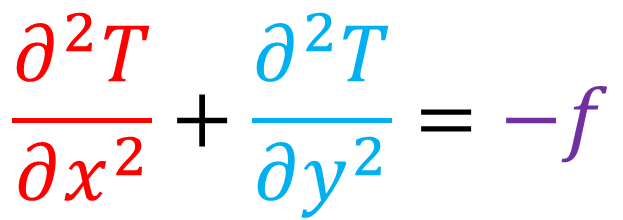 ∂²T/∂x² + ∂²T/∂y² = −f